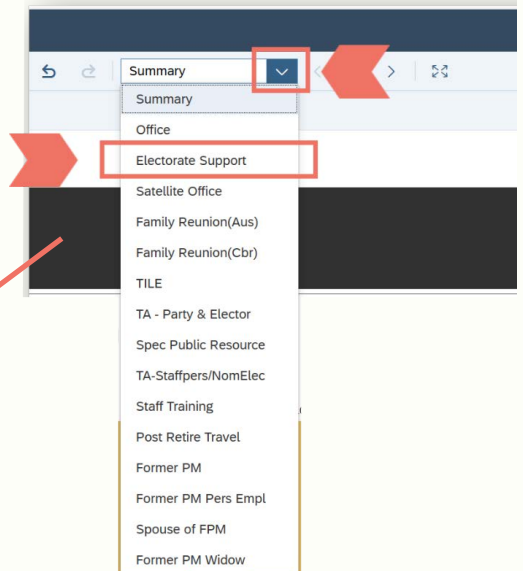 Summary
Summary
Office
Electorate Support
Satellite Office
Family Reunion(Aus)
Family Reunion(Cbr)
TILE
TA - Party & Elector
Spec Public Resource
TA-Staffpers/NomElec
Staff Training
Post Retire Travel
Former PM
Former PM Pers Empl
Spouse of FPM
Former PM Widow